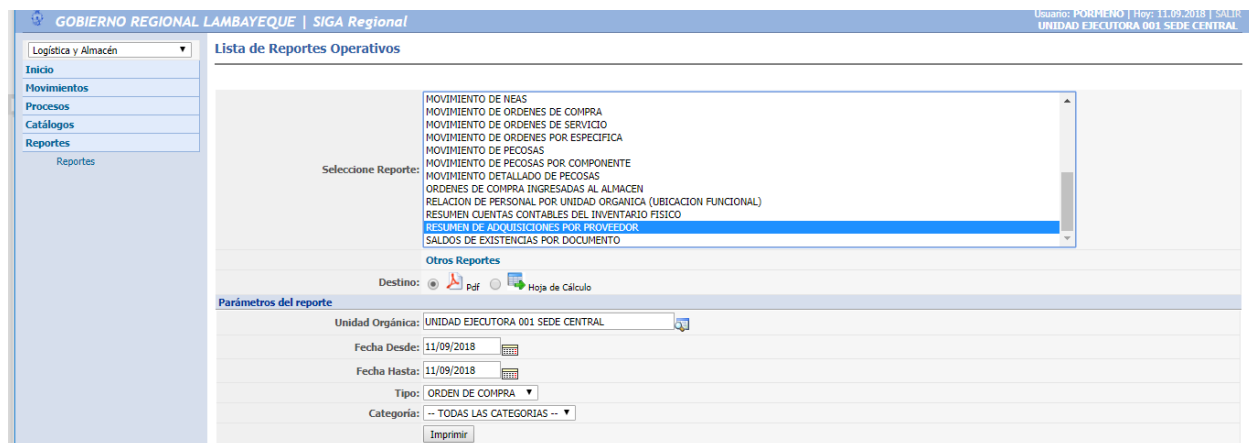 GOBIERNO REGIONAL LAMBAYEQUE | SIGA Regional
Usuario: PORMENO | Hoy: 11.09.2018 | SALIR
UNIDAD EJECUTORA 001 SEDE CENTRAL
Logística y Almacén
Inicio
Movimientos
Procesos
Catálogos
Reportes
Reportes
Lista de Reportes Operativos
Seleccione Reporte:
MOVIMIENTO DE NEAS
MOVIMIENTO DE ORDENES DE COMPRA
MOVIMIENTO DE ORDENES DE SERVICIO
MOVIMIENTO DE ORDENES POR ESPECIFICA
MOVIMIENTO DE PECOSAS
MOVIMIENTO DE PECOSAS POR COMPONENTE
MOVIMIENTO DETALLADO DE PECOSAS
ORDENES DE COMPRA INGRESADAS AL ALMACEN
RELACION DE PERSONAL POR UNIDAD ORGANICA (UBICACION FUNCIONAL)
RESUMEN CUENTAS CONTABLES DEL INVENTARIO FISICO
RESUMEN DE ADQUISICIONES POR PROVEEDOR
SALDOS DE EXISTENCIAS POR DOCUMENTO
Otros Reportes
Destino: Pdf Hoja de Cálculo
Parámetros del reporte
Unidad Orgánica: UNIDAD EJECUTORA 001 SEDE CENTRAL
Fecha Desde: 11/09/2018
Fecha Hasta: 11/09/2018
Tipo: ORDEN DE COMPRA
Categoría: -- TODAS LAS CATEGORIAS --
Imprimir